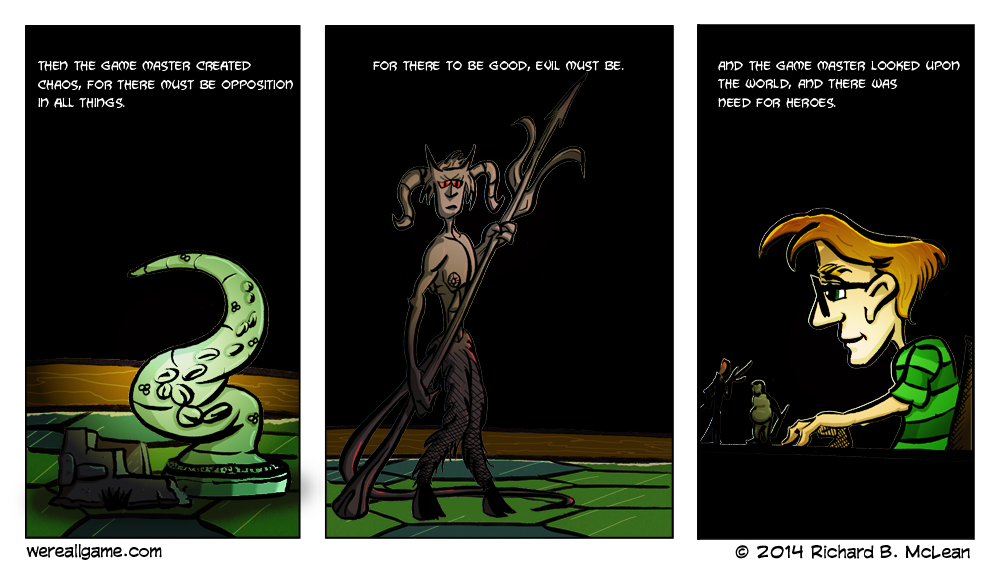 THEN THE GAME MASTER CREATED
CHAOS, FOR THERE MUST BE OPPOSITION
IN ALL THINGS.
FOR THERE TO BE GOOD, EVIL MUST BE.
AND THE GAME MASTER LOOKED UPON
THE WORLD, AND THERE WAS
NEED FOR HEROES.
wereallgame.com
© 2014 Richard B. McLean